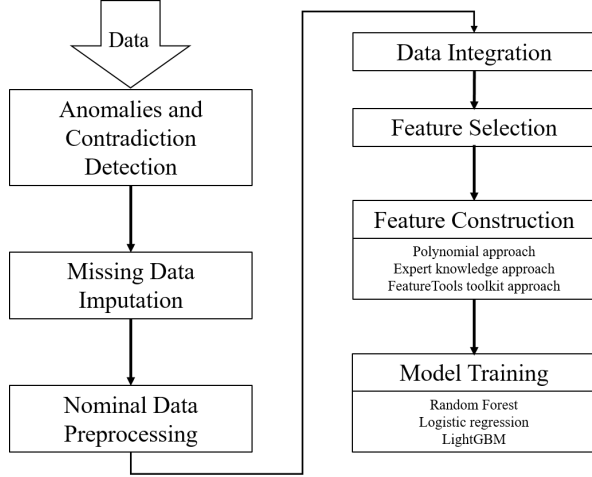 Data
Anomalies and
Contradiction
Detection
Missing Data
Imputation
Nominal Data
Preprocessing
Data Integration
Feature Selection
Feature Construction
Polynomial approach
Expert knowledge approach
FeatureTools toolkit approach
Model Training
Random Forest
Logistic regression
LightGBM